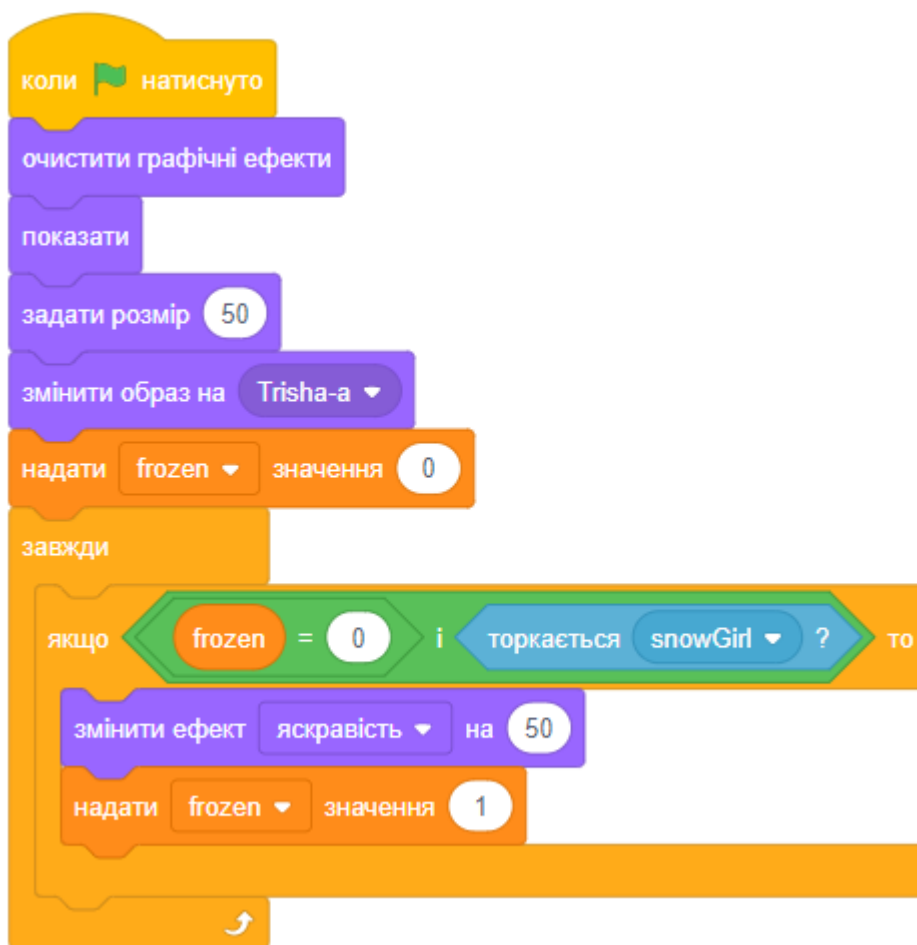 коли натиснуто
очистити графічні ефекти
показати
задати розмір 50
змінити образ на Trisha-a
надати frozen значення 0
завжди
якщо frozen = 0 і торкається snowGirl ? то
змінити ефект яскравість на 50
надати frozen значення 1